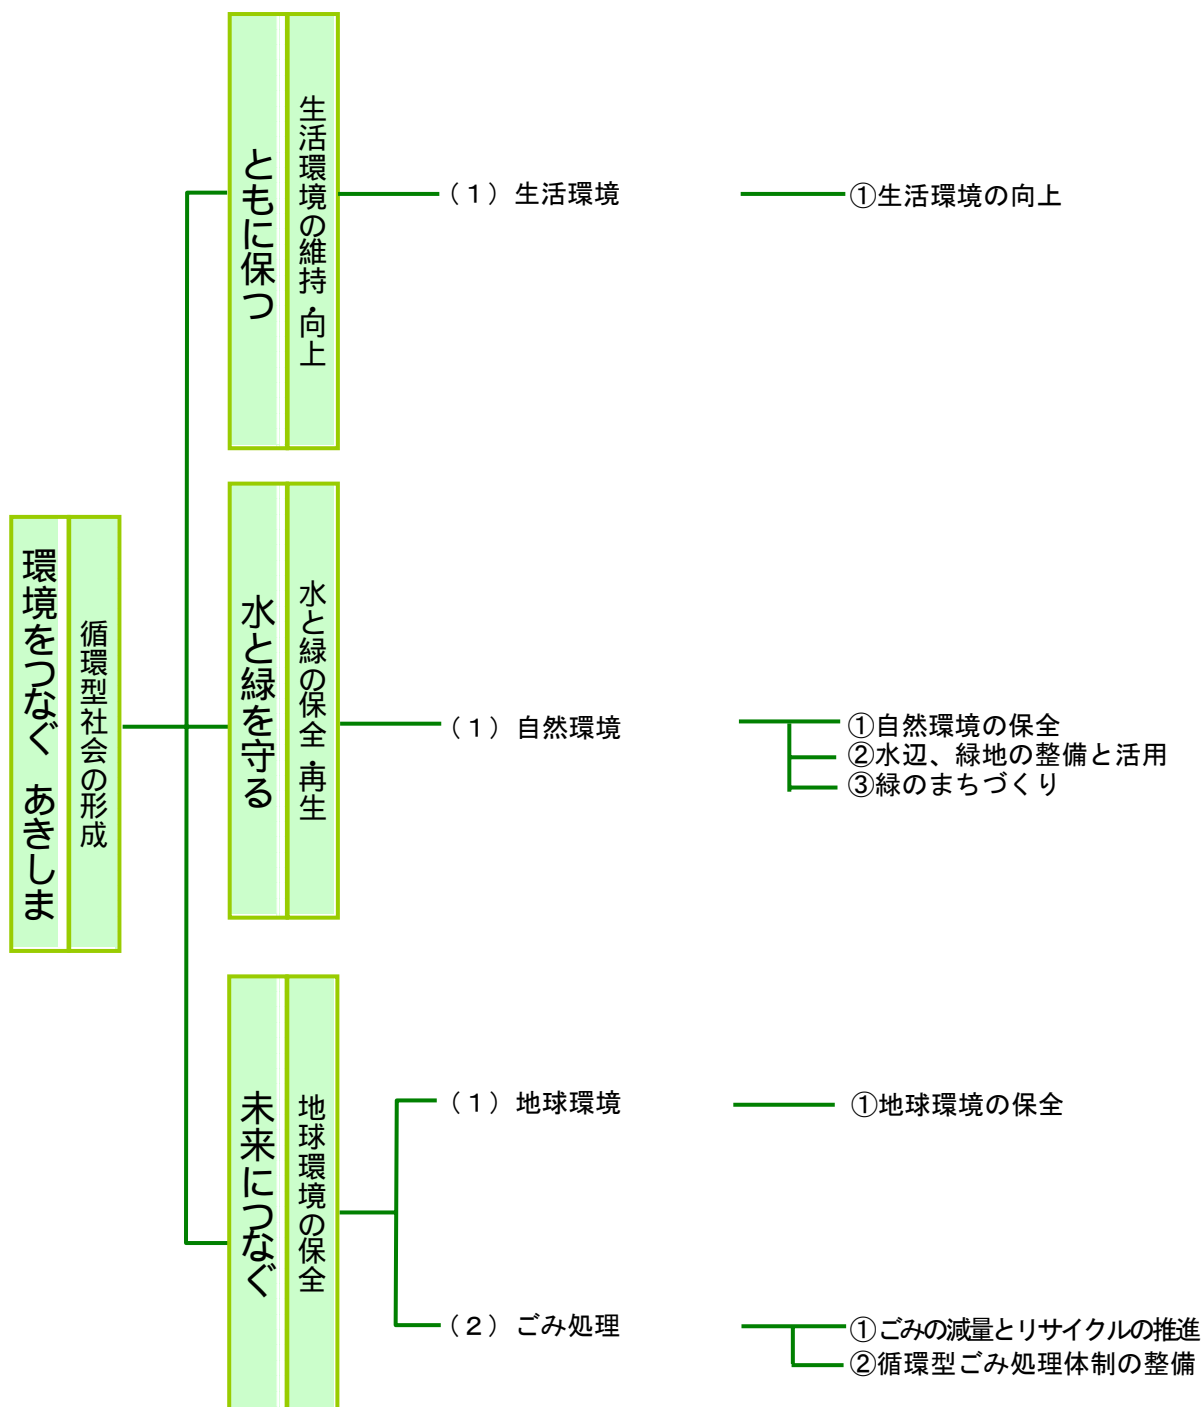 環境をつなぐ　あきしま
循環型社会の形成
ともに保つ
生活環境の維持・向上
（１）生活環境
①生活環境の向上
水と緑を守る
水と緑の保全・再生
（１）自然環境
①自然環境の保全
②水辺、緑地の整備と活用
③緑のまちづくり
未来につなぐ
地球環境の保全
（１）地球環境
①地球環境の保全
（２）ごみ処理
①ごみの減量とリサイクルの推進
②循環型ごみ処理体制の整備